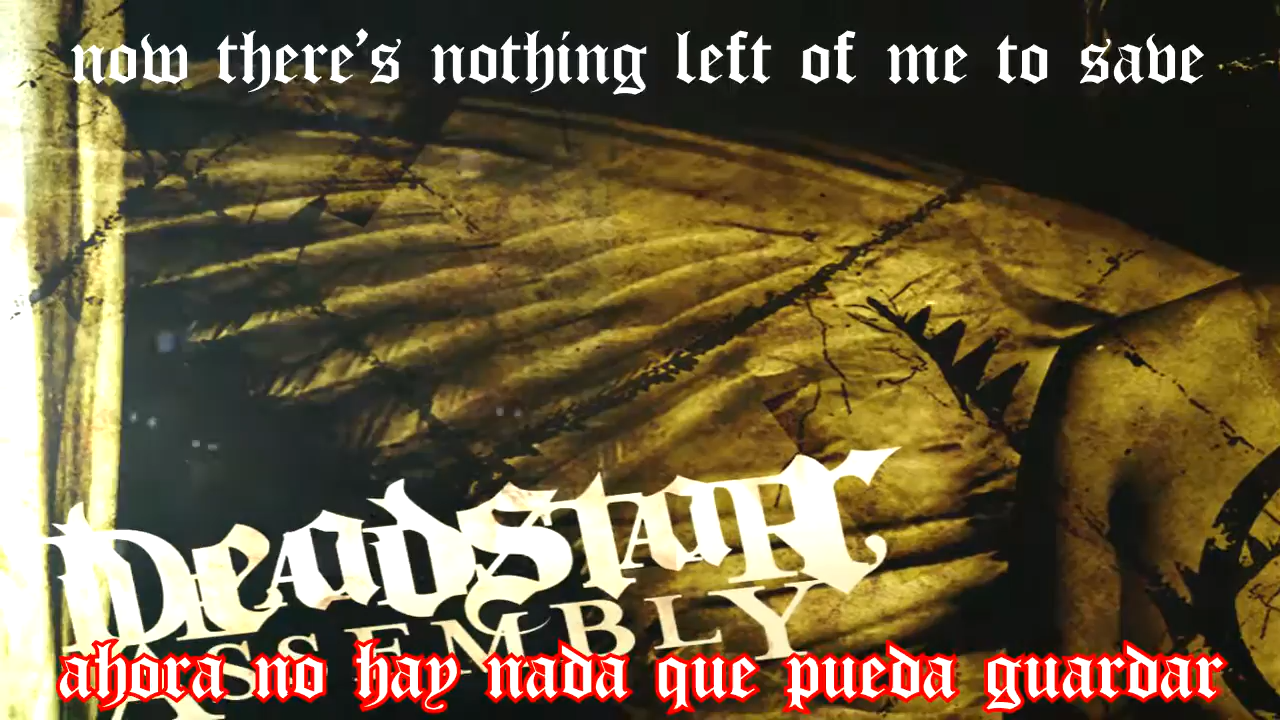 now there's nothing left of me to save
DeadStar
Assembly
ahora no hay nada que pueda guardar